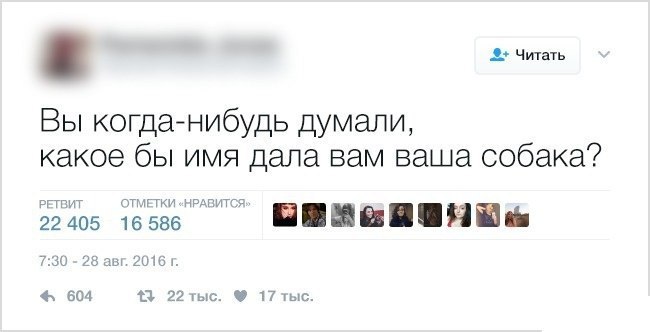 Читать
Вы когда-нибудь думали,
какое бы имя дала вам ваша собака?
РЕТВИТ ОТМЕТКИ «НРАВИТСЯ»
22 405 16 586
7:30 - 28 авг. 2016 г.
604 22 тыс. 17 тыс.